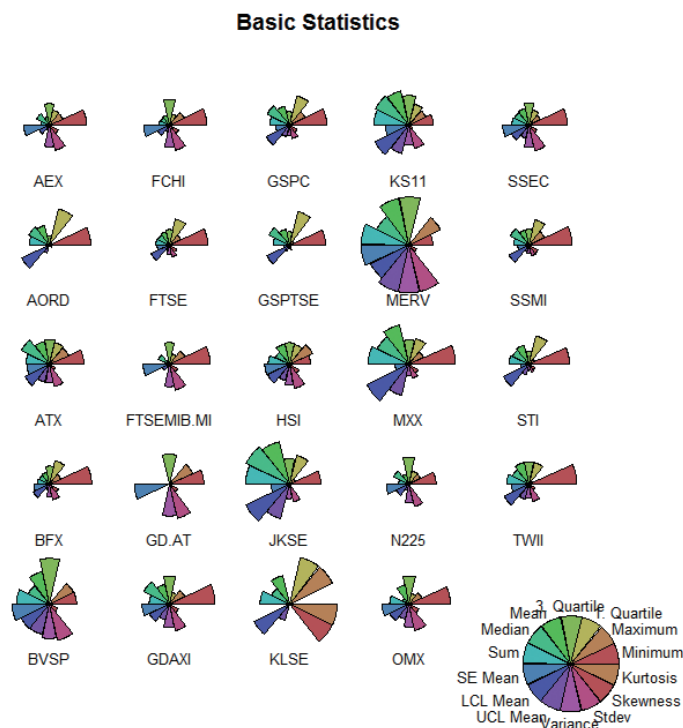 Basic Statistics
AEX FCHI GSPC KS11 SSEC
AORD FTSE GSPTSE MERV SSMI
ATX FTSEMIB.MI HSI MXX STI
BFX GD.AT JKSE N225 TWII
BVSP GDAXI KLSE OMX
3. Quartile
Mean 1. Quartile
Median Maximum
Sum Minimum
SE Mean Kurtosis
LCL Mean Skewness
UCL Mean Stdev
Variance